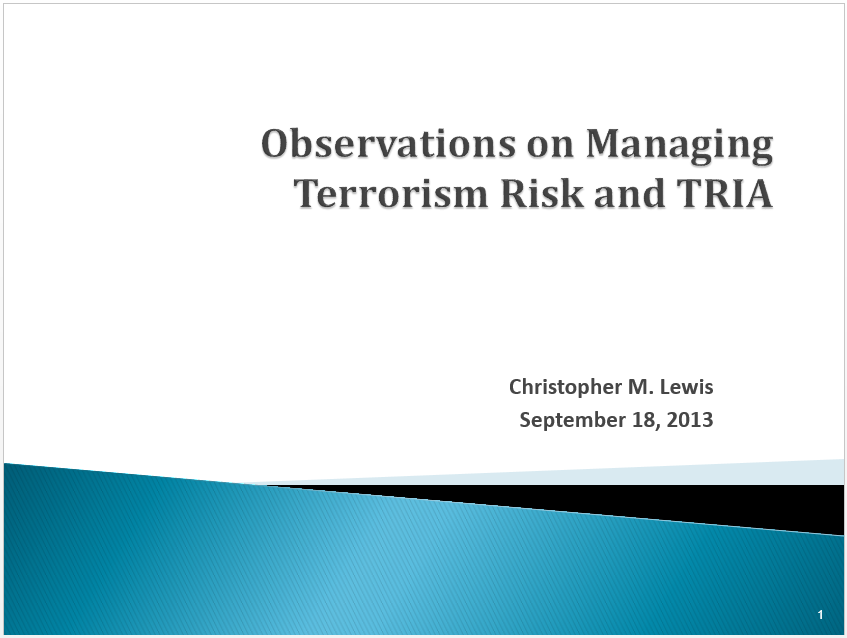 Observations on Managing
Terrorism Risk and TRIA
Christopher M. Lewis
September 18, 2013
1